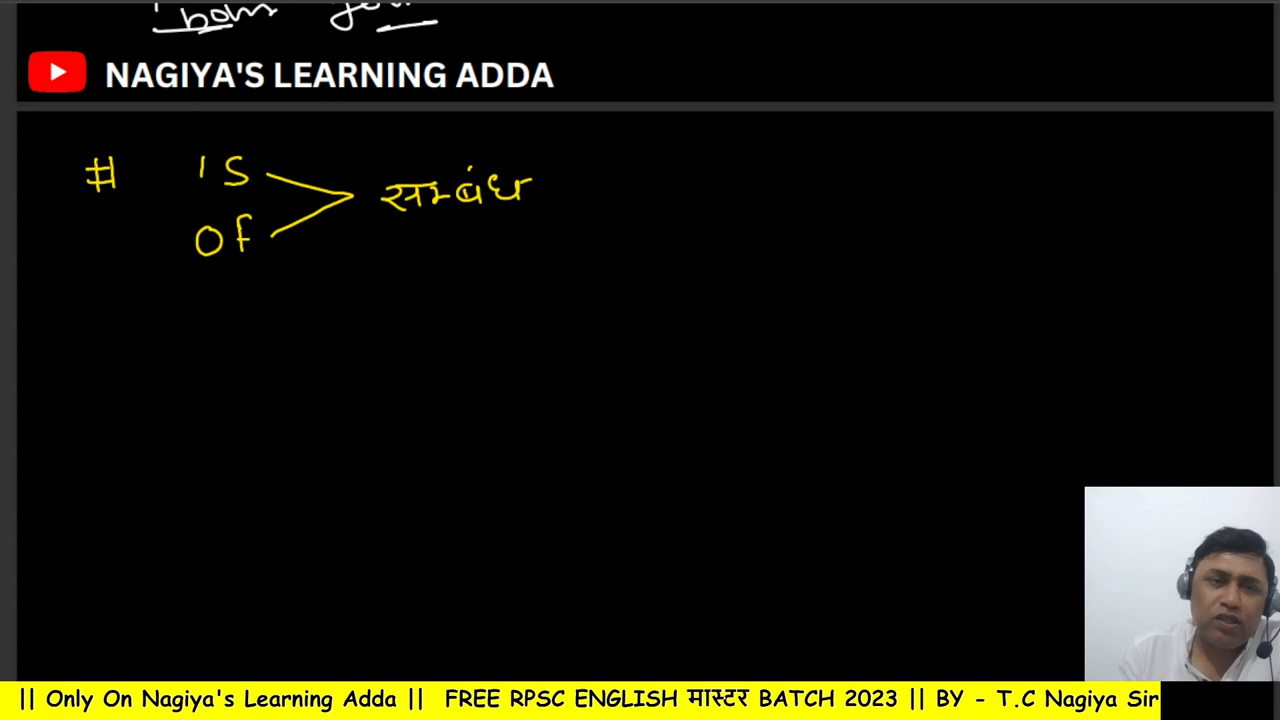 NAGIYA'S LEARNING ADDA
# 's
of
सम्बंध
|| Only On Nagiya's Learning Adda || FREE RPSC ENGLISH मास्टर BATCH 2023 || BY - T.C Nagiya Sir